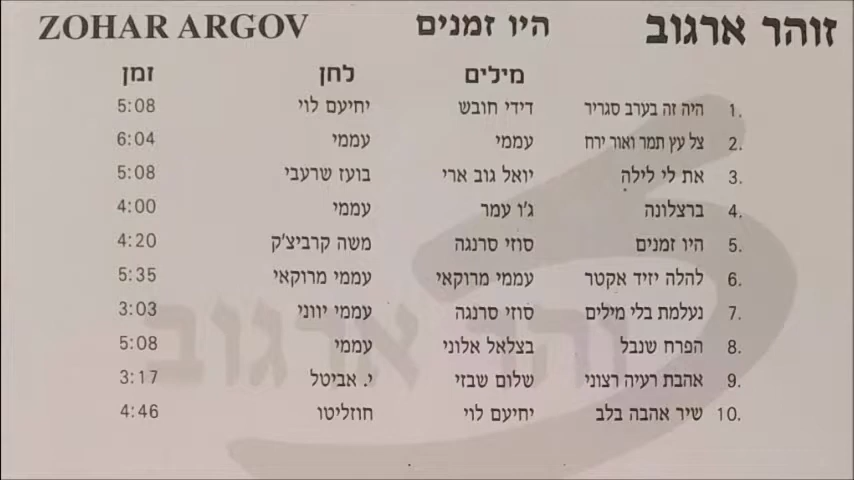 זוהר ארגוב היו זמנים ZOHAR ARGOV
מילים לחן זמן
1. היה זה בערב סגריר דידי חובש יחיעם לוי 5:08
2. צל עץ תמר ואור ירח עממי עממי 6:04
3. את לי לילה יואל גוב ארי בועז שרעבי 5:08
4. ברצלונה ג'ו עמר עממי 4:00
5. היו זמנים סוזי סרנגה משה קרביצ'ק 4:20
6. להלה יזיד אקטר עממי מרוקאי עממי מרוקאי 5:35
7. נעלמת בלי מילים סוזי סרנגה עממי יווני 3:03
8. הפרח שנבל בצלאל אלוני עממי 5:08
9. אהבת רעיה רצוני שלום שבזי י. אביטל 3:17
10. שיר אהבה בלב יחיעם לוי חוזליטו 4:46
זוהר ארגוב